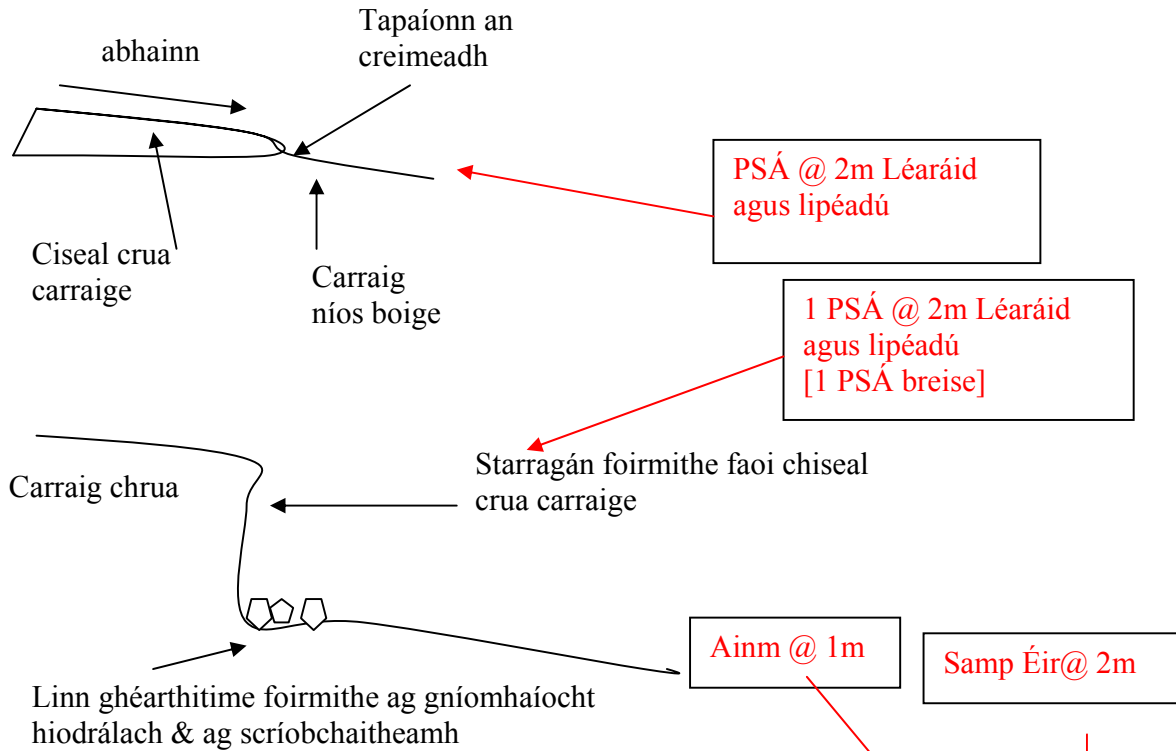 abhainn
Tapaíonn an
creimeadh
PSÁ @ 2m Léaráid
agus lipéadú
Ciseal crua
carraige
Carraig
níos boige
1 PSÁ @ 2m Léaráid
agus lipéadú
[1 PSÁ breise]
Carraig chrua
Starragán foirmithe faoi chiseal
crua carraige
Ainm @ 1m
Samp Éir@ 2m
Linn ghéarthitime foirmithe ag gníomhaíocht
hiodrálach & ag scríobchaitheamh